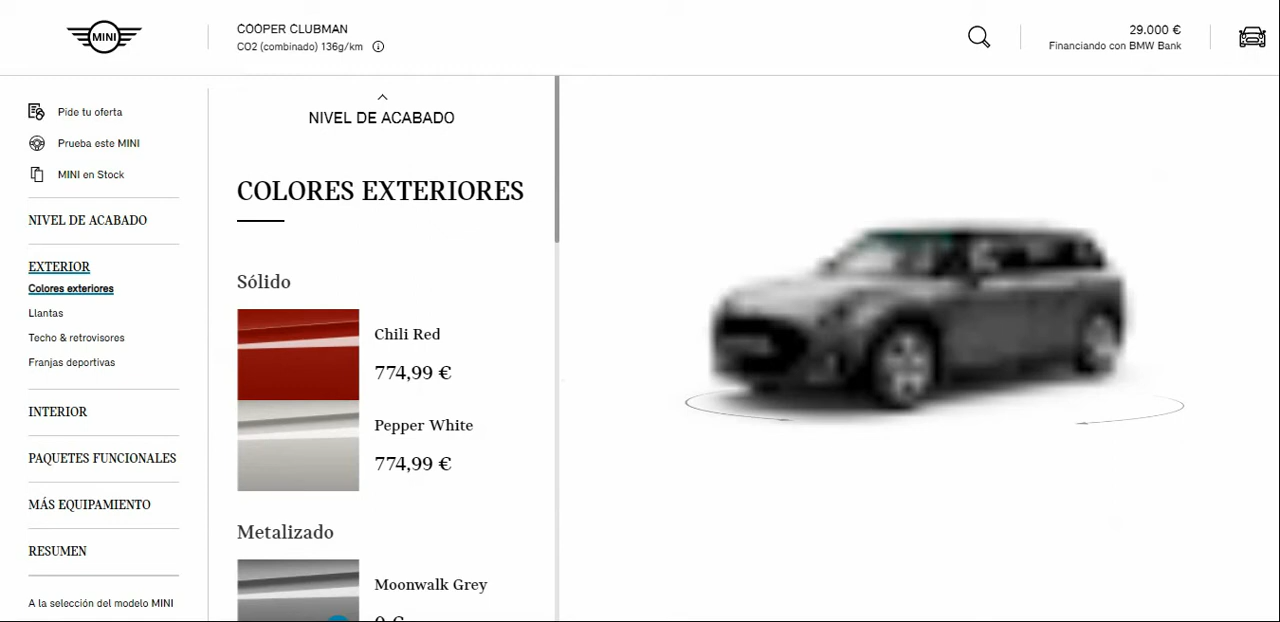 MINI
COOPER CLUBMAN
CO2 (combinado) 136g/km
29.000 €
Financiando con BMW Bank
Pide tu oferta
Prueba este MINI
MINI en Stock
NIVEL DE ACABADO
EXTERIOR
Colores exteriores
Llantas
Techo & retrovisores
Franjas deportivas
INTERIOR
PAQUETES FUNCIONALES
MÁS EQUIPAMIENTO
RESUMEN
A la selección del modelo MINI
NIVEL DE ACABADO
COLORES EXTERIORES
Sólido
Chili Red
774,99 €
Pepper White
774,99 €
Metalizado
Moonwalk Grey
0 €